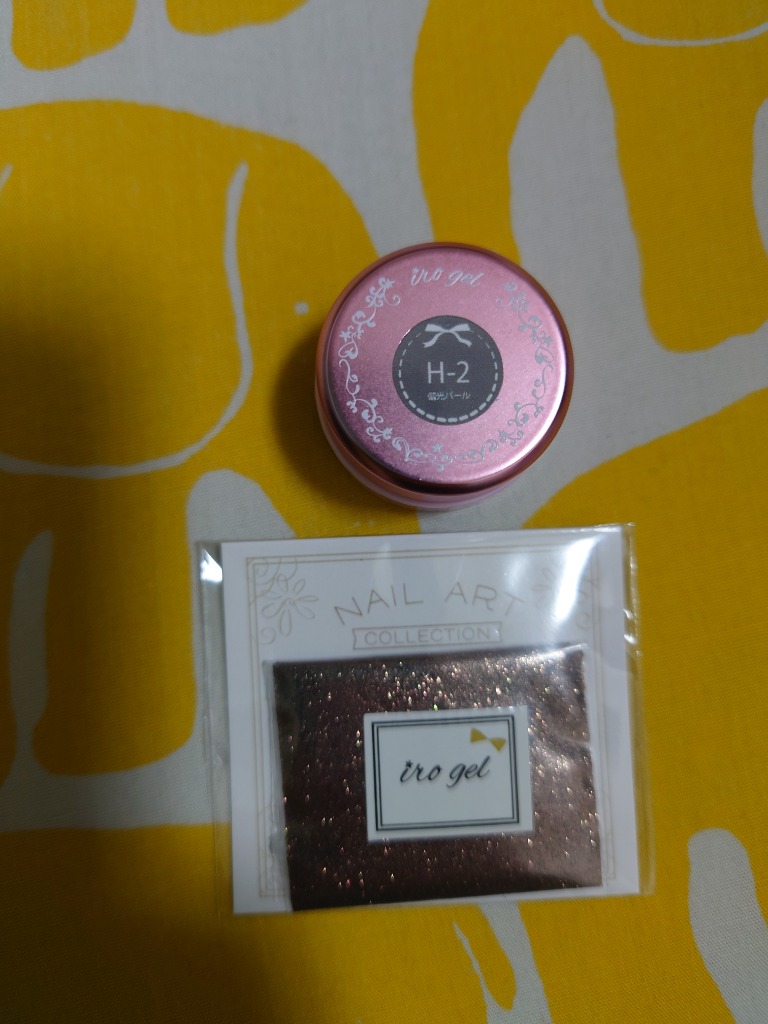 iro gel
H-2
偏光パール
NAIL ART
COLLECTION
iro gel